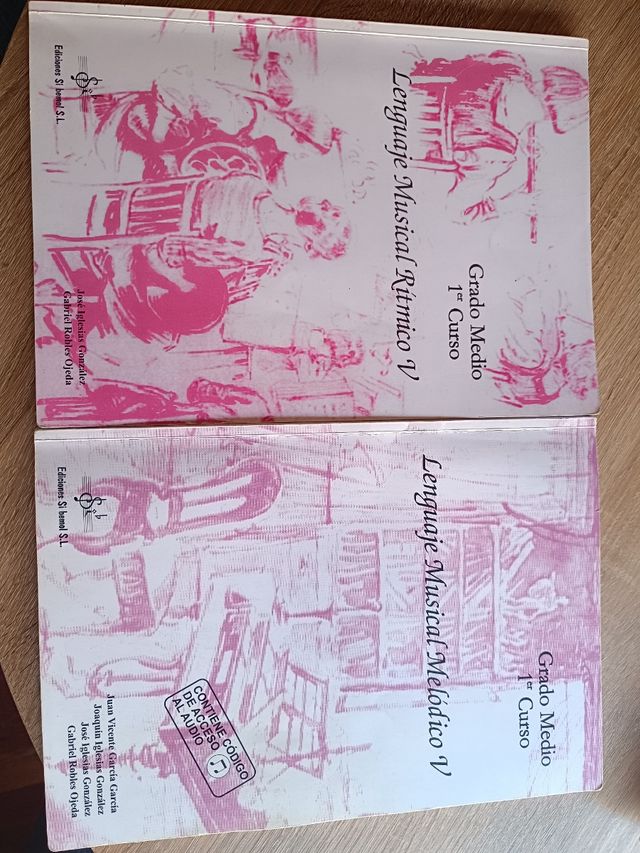 Grado Medio
1er Curso
Lenguaje Musical Rítmico V
José Iglesias González
Gabriel Robles Ojeda
Ediciones Si bemol S.L.
Grado Medio
1er Curso
Lenguaje Musical Melódico V
CONTIENE CÓDIGO
DE ACCESO
AL AUDIO
Juan Vicente García García
Joaquín Iglesias González
José Iglesias González
Gabriel Robles Ojeda
Ediciones Si bemol S.L.